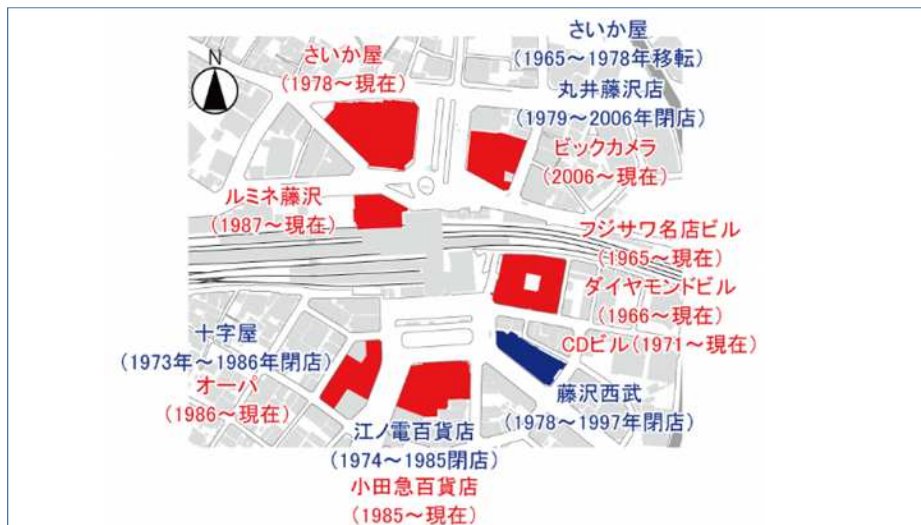 さいか屋
(1965～1978年移転)
さいか屋
(1978～現在)
丸井藤沢店
(1979～2006年閉店)
ビックカメラ
(2006～現在)
N
ルミネ藤沢
(1987～現在)
フジサワ名店ビル
(1965～現在)
ダイヤモンドビル
(1966～現在)
CDビル(1971～現在)
十字屋
(1973年～1986年閉店)
オーパ
(1986～現在)
藤沢西武
(1978～1997年閉店)
江ノ電百貨店
(1974～1985閉店)
小田急百貨店
(1985～現在)